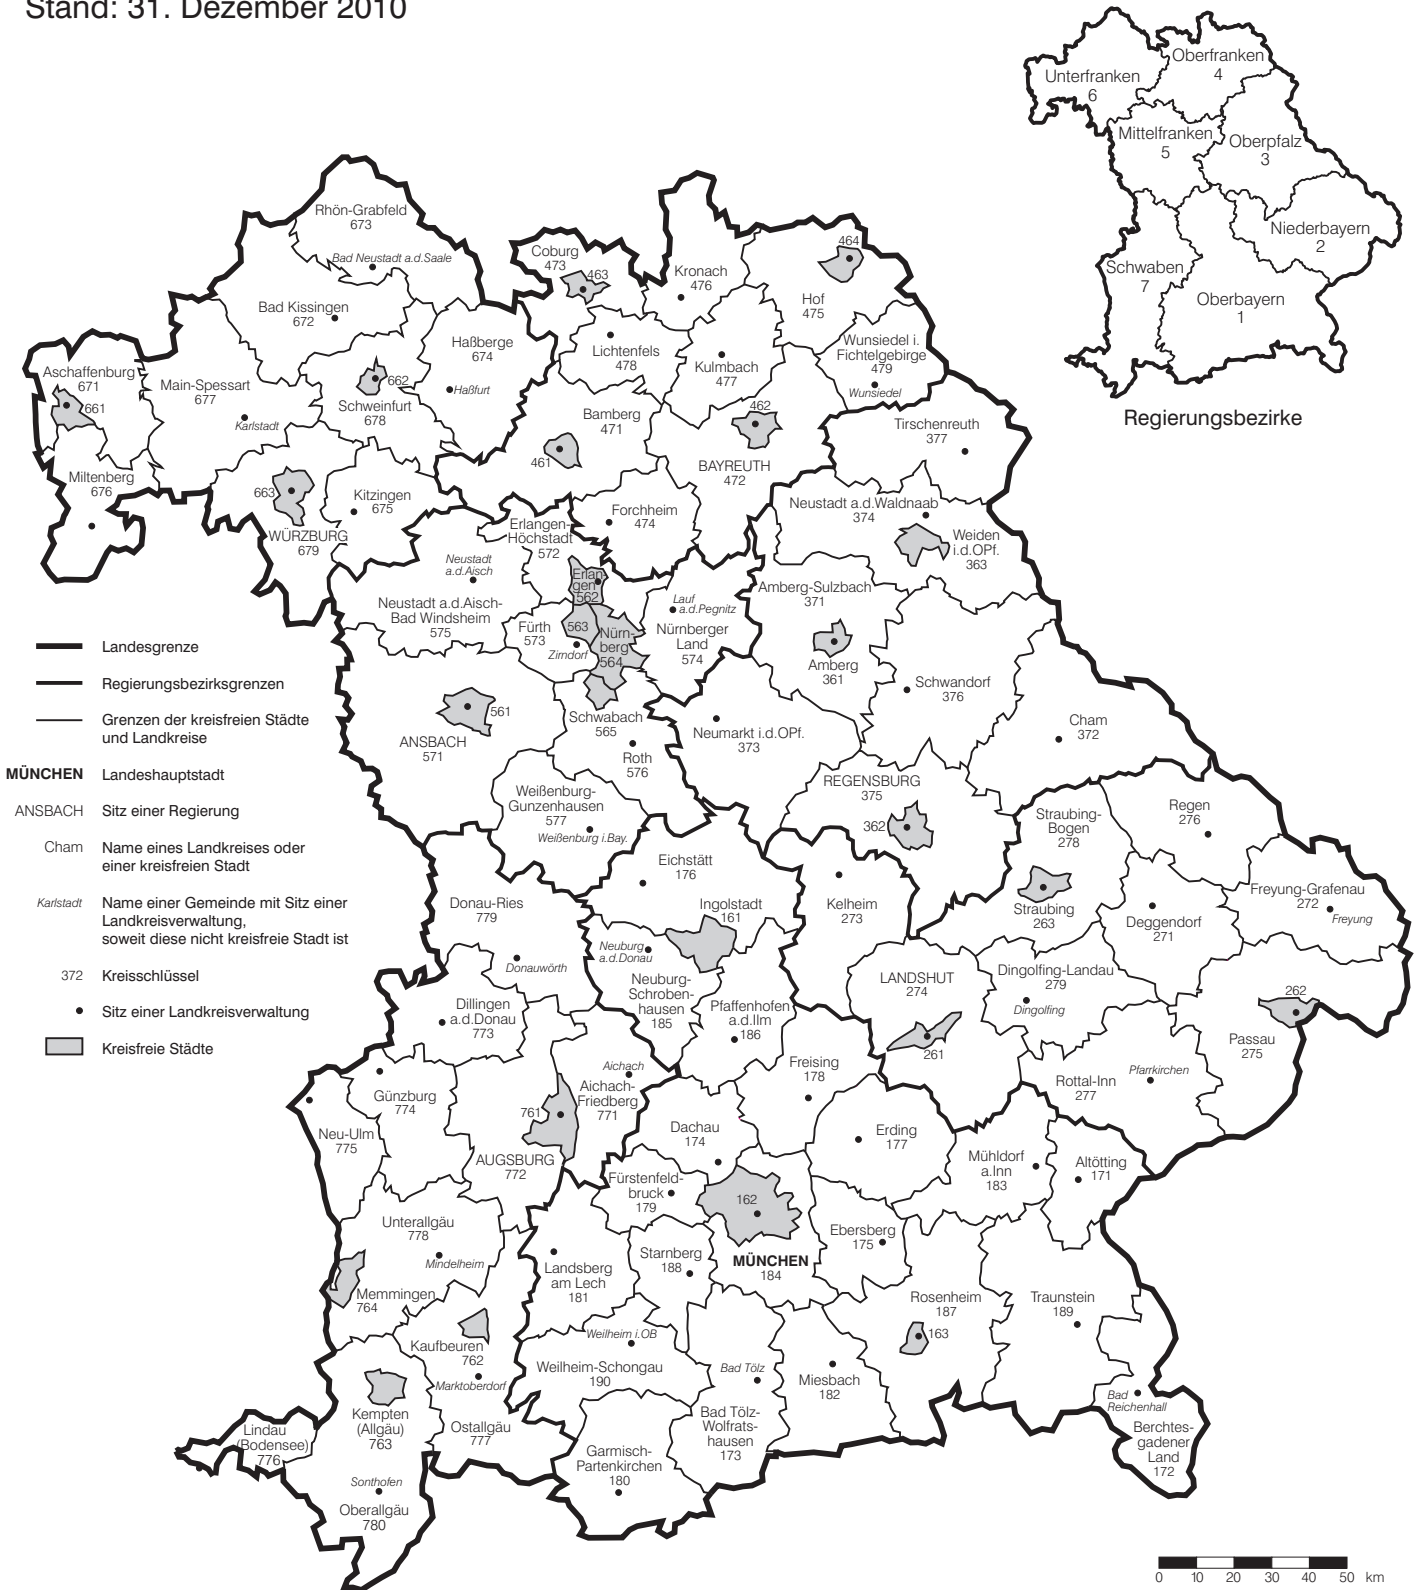 Stand: 31. Dezember 2010
Unterfranken
6
Oberfranken
4
Mittelfranken
5
Oberpfalz
3
Niederbayern
2
Schwaben
7
Oberbayern
1
Regierungsbezirke
Rhön-Grabfeld
673
Bad Neustadt a.d.Saale
Bad Kissingen
672
Coburg
473
463
Kronach
476
464
Hof
475
Haßberge
674
Haßfurt
Lichtenfels
478
Kulmbach
477
Wunsiedel i.
Fichtelgebirge
479
Wunsiedel
Aschaffenburg
671
661
Main-Spessart
677
Karlstadt
662
Schweinfurt
678
Bamberg
471
461
462
BAYREUTH
472
Tirschenreuth
377
Miltenberg
676
663
WÜRZBURG
679
Kitzingen
675
Erlangen-
Höchstadt
572
Forchheim
474
Neustadt a.d.Waldnaab
374
Weiden
i.d.OPf.
363
Neustadt
a.d.Aisch
Neustadt a.d.Aisch-
Bad Windsheim
575
Erlan-
gen
562
Fürth
573
563
Zirndorf
Nürn-
berg
564
Lauf
a.d.Pegnitz
Nürnberger
Land
574
Amberg-Sulzbach
371
Amberg
361
Schwandorf
376
Cham
372
561
ANSBACH
571
Schwabach
565
Roth
576
Neumarkt i.d.OPf.
373
Weißenburg-
Gunzenhausen
577
Weißenburg i.Bay.
REGENSBURG
375
362
Straubing-
Bogen
278
Regen
276
Landesgrenze
Regierungsbezirksgrenzen
Grenzen der kreisfreien Städte
und Landkreise
MÜNCHEN Landeshauptstadt
ANSBACH Sitz einer Regierung
Cham Name eines Landkreises oder
einer kreisfreien Stadt
Karlstadt Name einer Gemeinde mit Sitz einer
Landkreisverwaltung,
soweit diese nicht kreisfreie Stadt ist
372 Kreisschlüssel
Sitz einer Landkreisverwaltung
Kreisfreie Städte
Eichstätt
176
Ingolstadt
161
Kelheim
273
Straubing
263
Deggendorf
271
Freyung-Grafenau
272
Freyung
Donau-Ries
779
Donauwörth
Neuburg
a.d.Donau
Neuburg-
Schroben-
hausen
185
Pfaffenhofen
a.d.Ilm
186
LANDSHUT
274
261
Dingolfing-Landau
279
Dingolfing
262
Passau
275
Dillingen
a.d.Donau
773
Aichach
Aichach-
Friedberg
771
Freising
178
Rottal-Inn
277
Pfarrkirchen
Günzburg
774
Neu-Ulm
775
761
AUGSBURG
772
Dachau
174
Erding
177
Mühldorf
a.Inn
183
Altötting
171
Fürstenfeld-
bruck
179
162
MÜNCHEN
184
Ebersberg
175
Unterallgäu
778
Mindelheim
Landsberg
am Lech
181
Starnberg
188
Memmingen
764
Rosenheim
187
163
Traunstein
189
Kaufbeuren
762
Marktoberdorf
Weilheim i.OB
Weilheim-Schongau
190
Bad Tölz
Bad Tölz-
Wolfrats-
hausen
173
Miesbach
182
Bad
Reichenhall
Berchtes-
gadener
Land
172
Lindau
(Bodensee)
776
Kempten
(Allgäu)
763
Ostallgäu
777
Garmisch-
Partenkirchen
180
Sonthofen
Oberallgäu
780
0 10 20 30 40 50 km